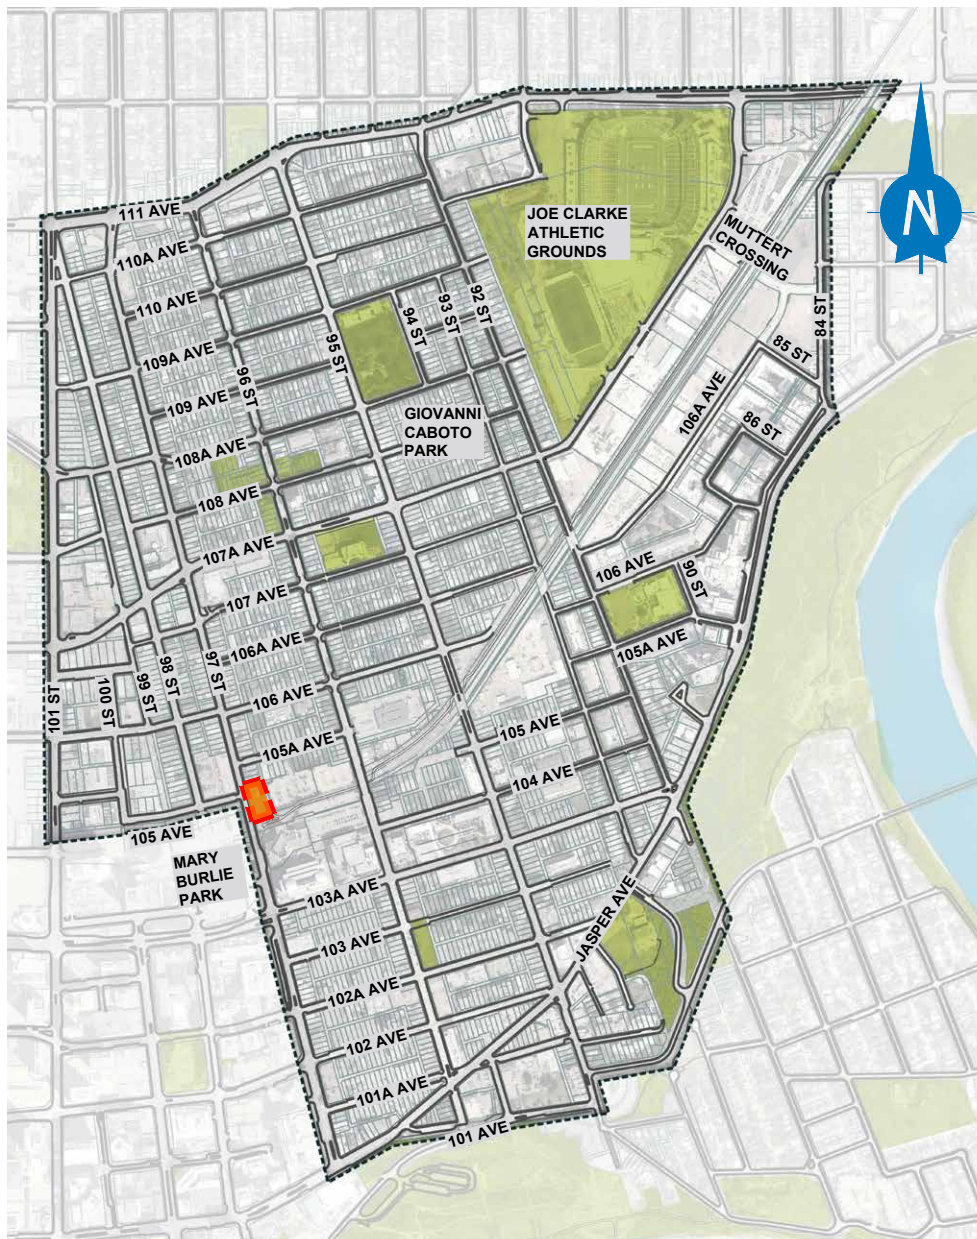 N
111 AVE
110A AVE
110 AVE
109A AVE
109 AVE
108A AVE
108 AVE
107A AVE
107 AVE
106A AVE
106 AVE
105A AVE
105 AVE
JOE CLARKE
ATHLETIC
GROUNDS
MUTTERT
CROSSING
92 ST
93 ST
94 ST
95 ST
96 ST
84 ST
85 ST
86 ST
106A AVE
GIOVANNI
CABOTO
PARK
106 AVE
90 ST
105A AVE
97 ST
98 ST
99 ST
100 ST
101 ST
105 AVE
104 AVE
MARY
BURLIE
PARK
103A AVE
103 AVE
102A AVE
102 AVE
101A AVE
101 AVE
JASPER AVE